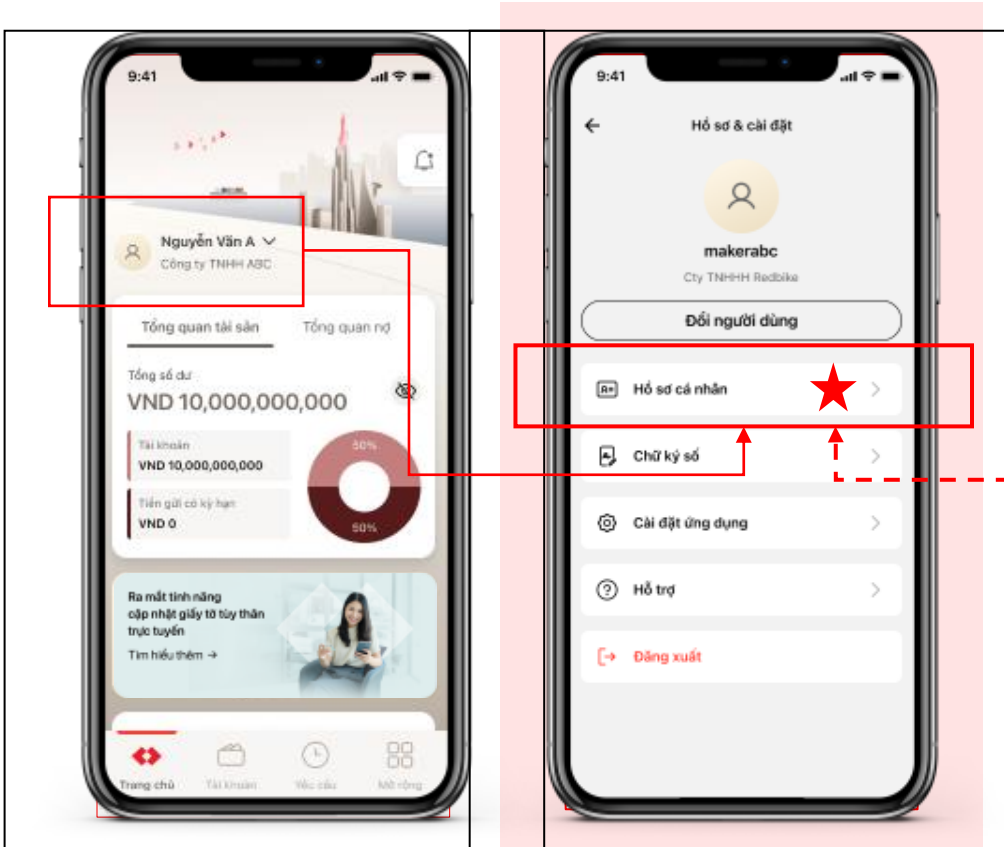 9:41
Nguyễn Văn A
Công ty TNHH ABC
Tổng quan tài sản
Tổng quan nợ
Tổng số dư
VND 10,000,000,000
Tài khoản
VND 10,000,000,000
Tiền gửi có kỳ hạn
VND 0
50%
50%
Ra mắt tính năng
cập nhật giấy tờ tùy thân
trực tuyến
Tìm hiểu thêm →
Trang chủ
Tài khoản
Yêu cầu
Mở rộng
9:41
Hồ sơ & cài đặt
makerabc
Cty TNHHH Redbike
Đổi người dùng
Hồ sơ cá nhân
Chữ ký số
Cài đặt ứng dụng
Hỗ trợ
Đăng xuất